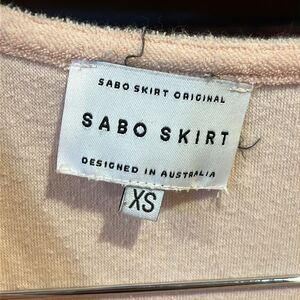 SABO SKIRT ORIGINAL
SABO SKIRT
DESIGNED IN AUSTRALIA
XS